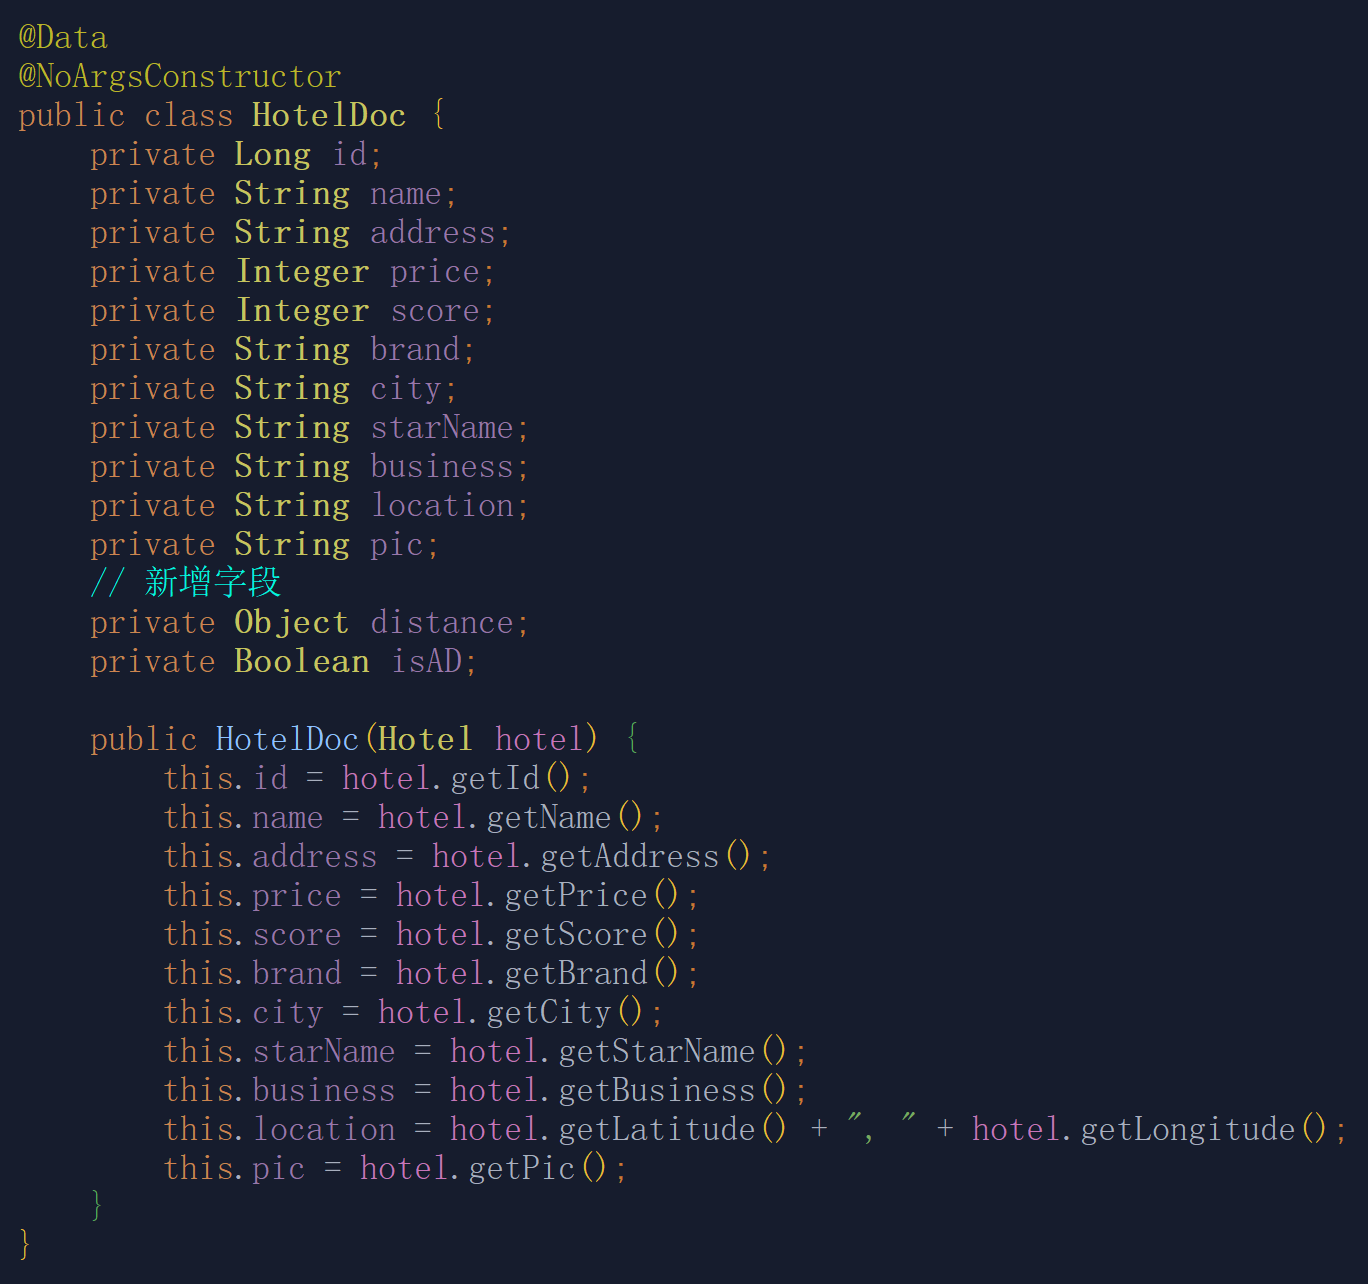 @Data
@NoArgsConstructor
public class HotelDoc {
    private Long id;
    private String name;
    private String address;
    private Integer price;
    private Integer score;
    private String brand;
    private String city;
    private String starName;
    private String business;
    private String location;
    private String pic;
    // 新增字段
    private Object distance;
    private Boolean isAD;

    public HotelDoc(Hotel hotel) {
        this.id = hotel.getId();
        this.name = hotel.getName();
        this.address = hotel.getAddress();
        this.price = hotel.getPrice();
        this.score = hotel.getScore();
        this.brand = hotel.getBrand();
        this.city = hotel.getCity();
        this.starName = hotel.getStarName();
        this.business = hotel.getBusiness();
        this.location = hotel.getLatitude() + ", " + hotel.getLongitude();
        this.pic = hotel.getPic();
    }
}